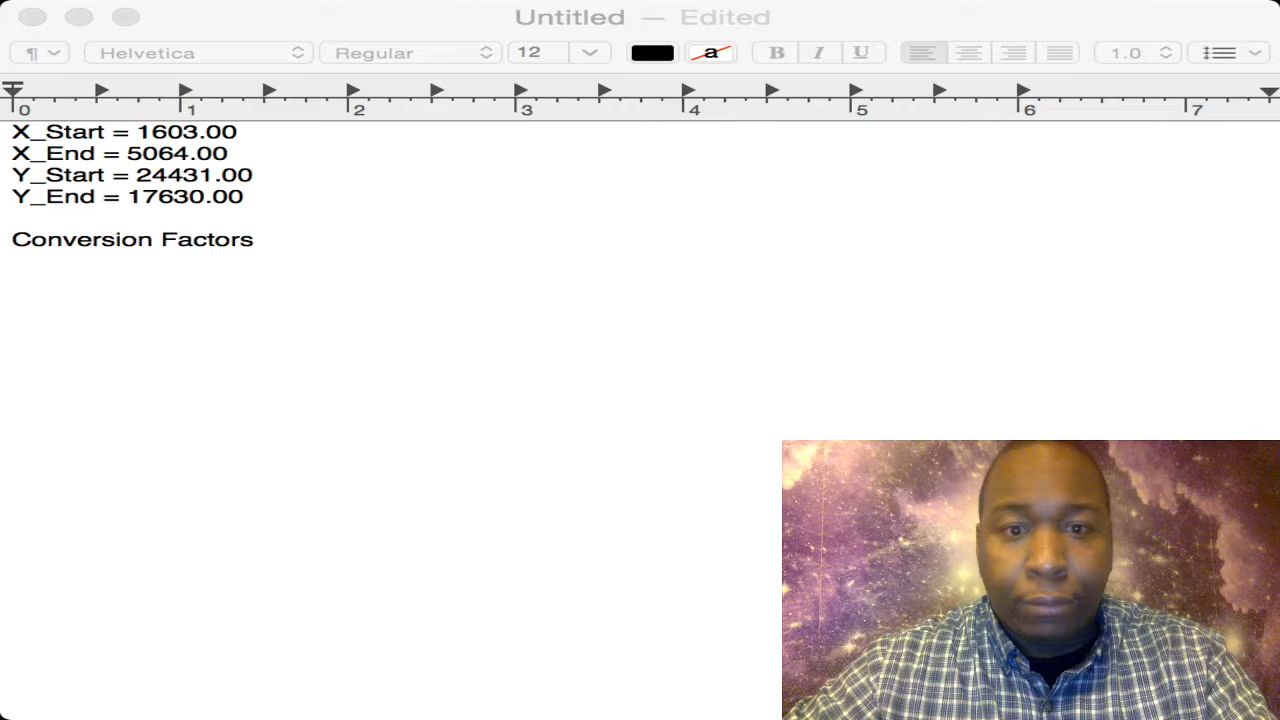 Untitled — Edited
¶ Helvetica Regular 12 a B I U 1.0
0 1 2 3 4 5 6 7
X_Start = 1603.00
X_End = 5064.00
Y_Start = 24431.00
Y_End = 17630.00
Conversion Factors